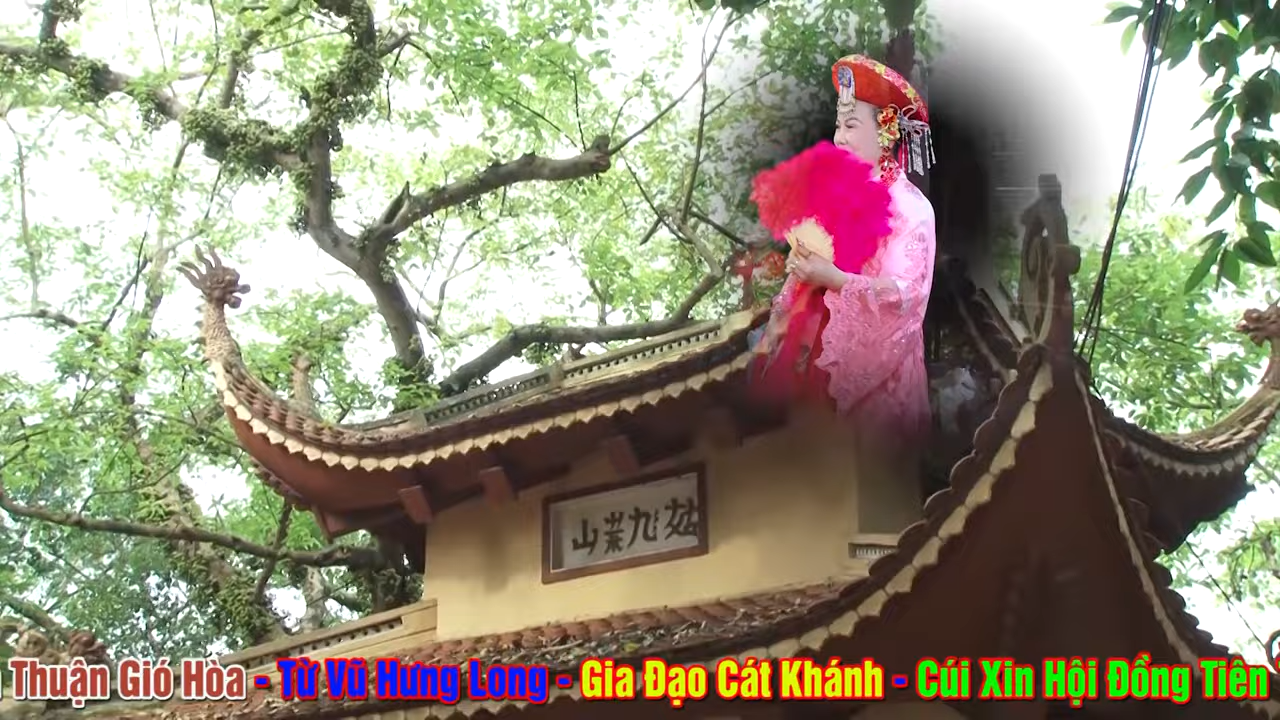 山業九姑
Thuận Gió Hòa - Từ Vũ Hưng Long - Gia Đạo Cát Khánh - Cúi Xin Hội Đồng Tiên